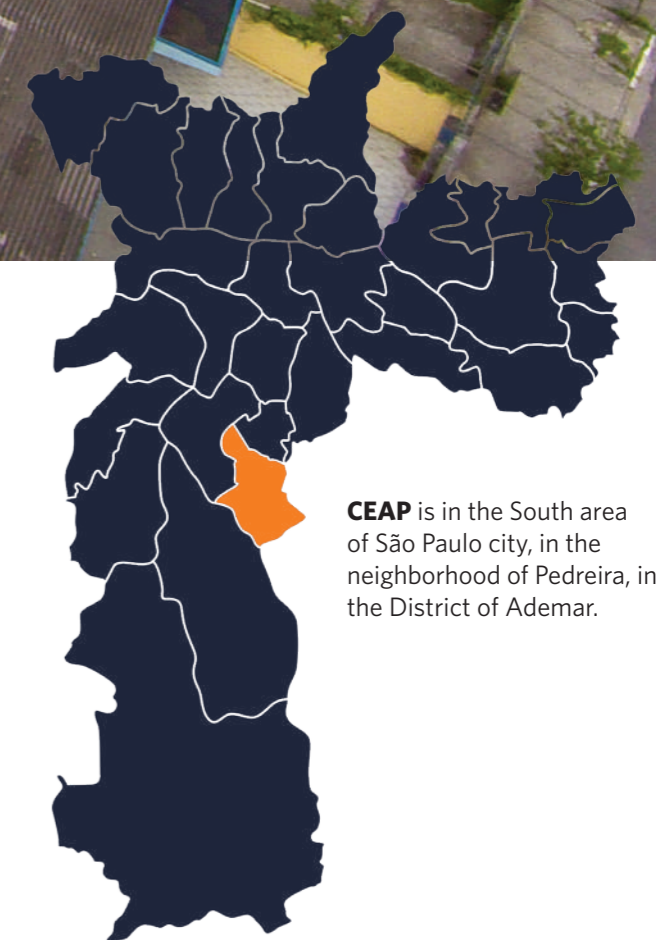 CEAP is in the South area
of São Paulo city, in the
neighborhood of Pedreira, in
the District of Ademar.